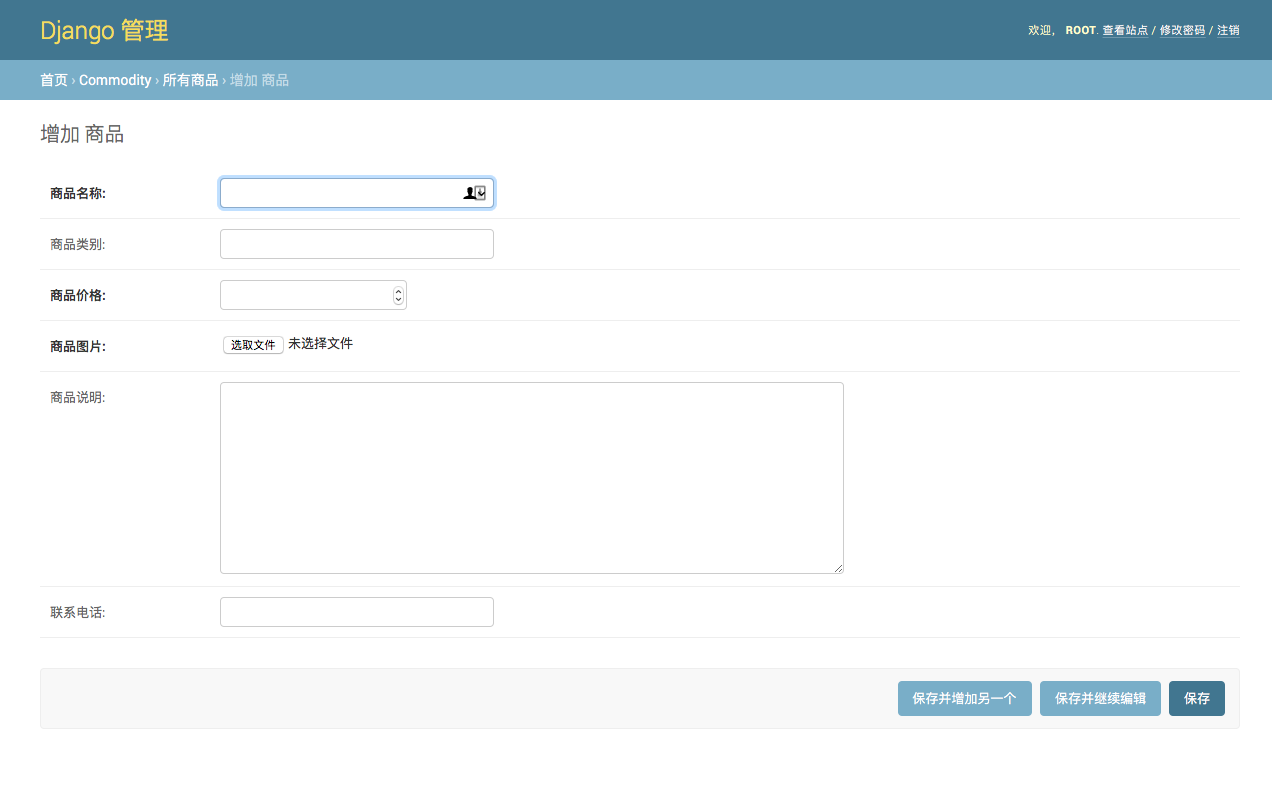 Django 管理
欢迎， ROOT. 查看站点 / 修改密码 / 注销
首页 › Commodity › 所有商品 › 增加 商品
增加 商品
商品名称:
商品类别:
商品价格:
商品图片: 选取文件 未选择文件
商品说明:
联系电话:
保存并增加另一个 保存并继续编辑 保存